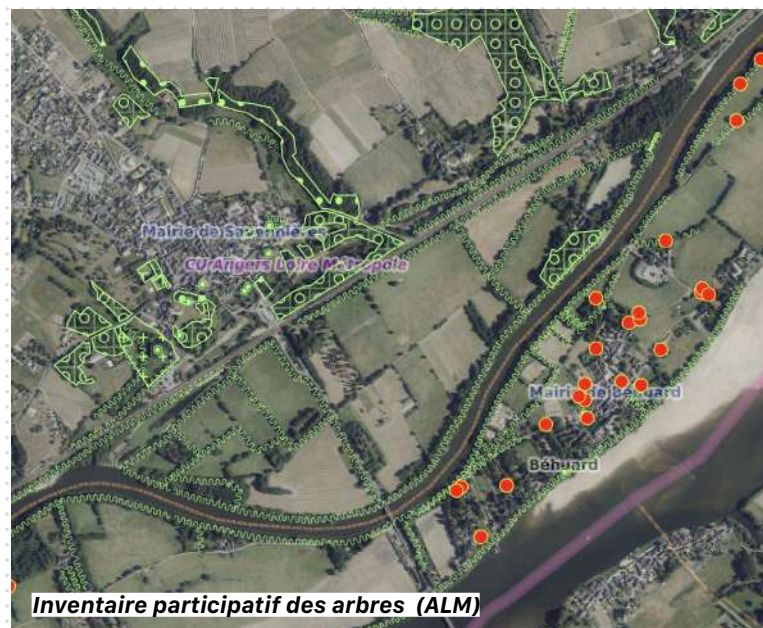 Mairie de Savennières
CU Angers Loire Métropole
Mairie de Béhuard
Béhuard
Inventaire participatif des arbres (ALM)